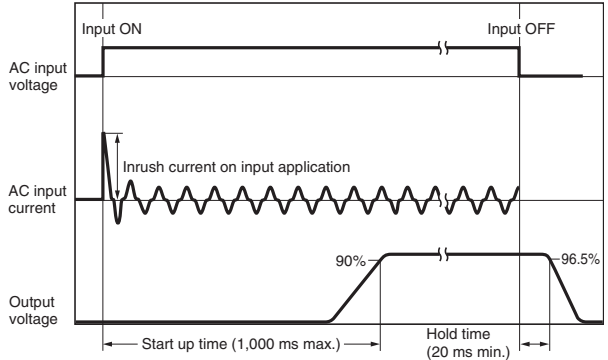 Input ON
Input OFF
AC input
voltage
Inrush current on input application
AC input
current
90%
96.5%
Output
voltage
Start up time (1,000 ms max.)
Hold time
(20 ms min.)